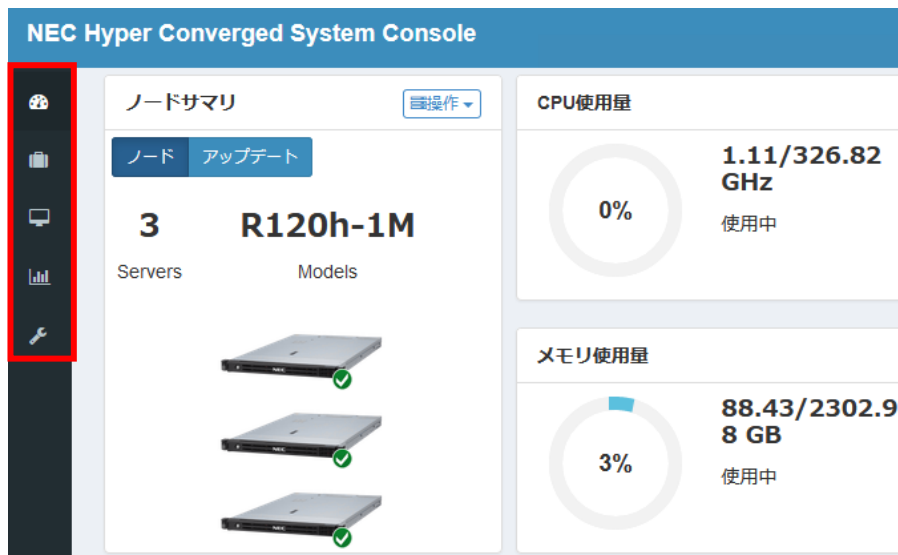 NEC Hyper Converged System Console
ノードサマリ
操作
ノード アップデート
3 R120h-1M
Servers Models
NEC
NEC
NEC
CPU使用量
0%
1.11/326.82
GHz
使用中
メモリ使用量
3%
88.43/2302.9
8 GB
使用中